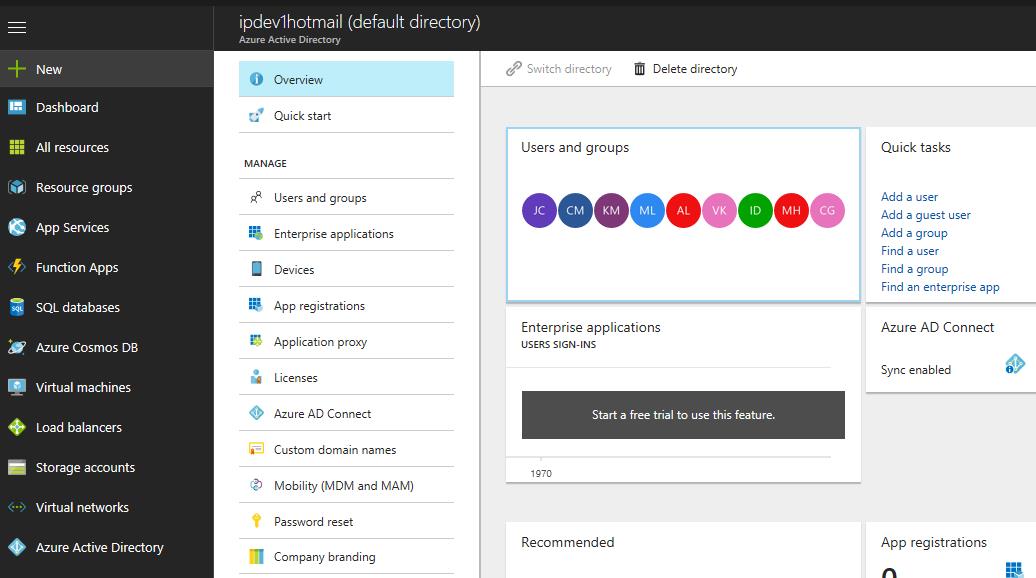 ipdev1hotmail (default directory)
Azure Active Directory
New
Dashboard
All resources
Resource groups
App Services
Function Apps
SQL
SQL databases
Azure Cosmos DB
Virtual machines
Load balancers
Storage accounts
Virtual networks
Azure Active Directory
Overview
Quick start
MANAGE
Users and groups
Enterprise applications
Devices
App registrations
Application proxy
Licenses
Azure AD Connect
Custom domain names
Mobility (MDM and MAM)
Password reset
Company branding
Switch directory
Delete directory
Users and groups
JC CM KM ML AL VK ID MH CG
Quick tasks
Add a user
Add a guest user
Add a group
Find a user
Find a group
Find an enterprise app
Enterprise applications
USERS SIGN-INS
Start a free trial to use this feature.
1970
Azure AD Connect
Sync enabled
Recommended
App registrations
0